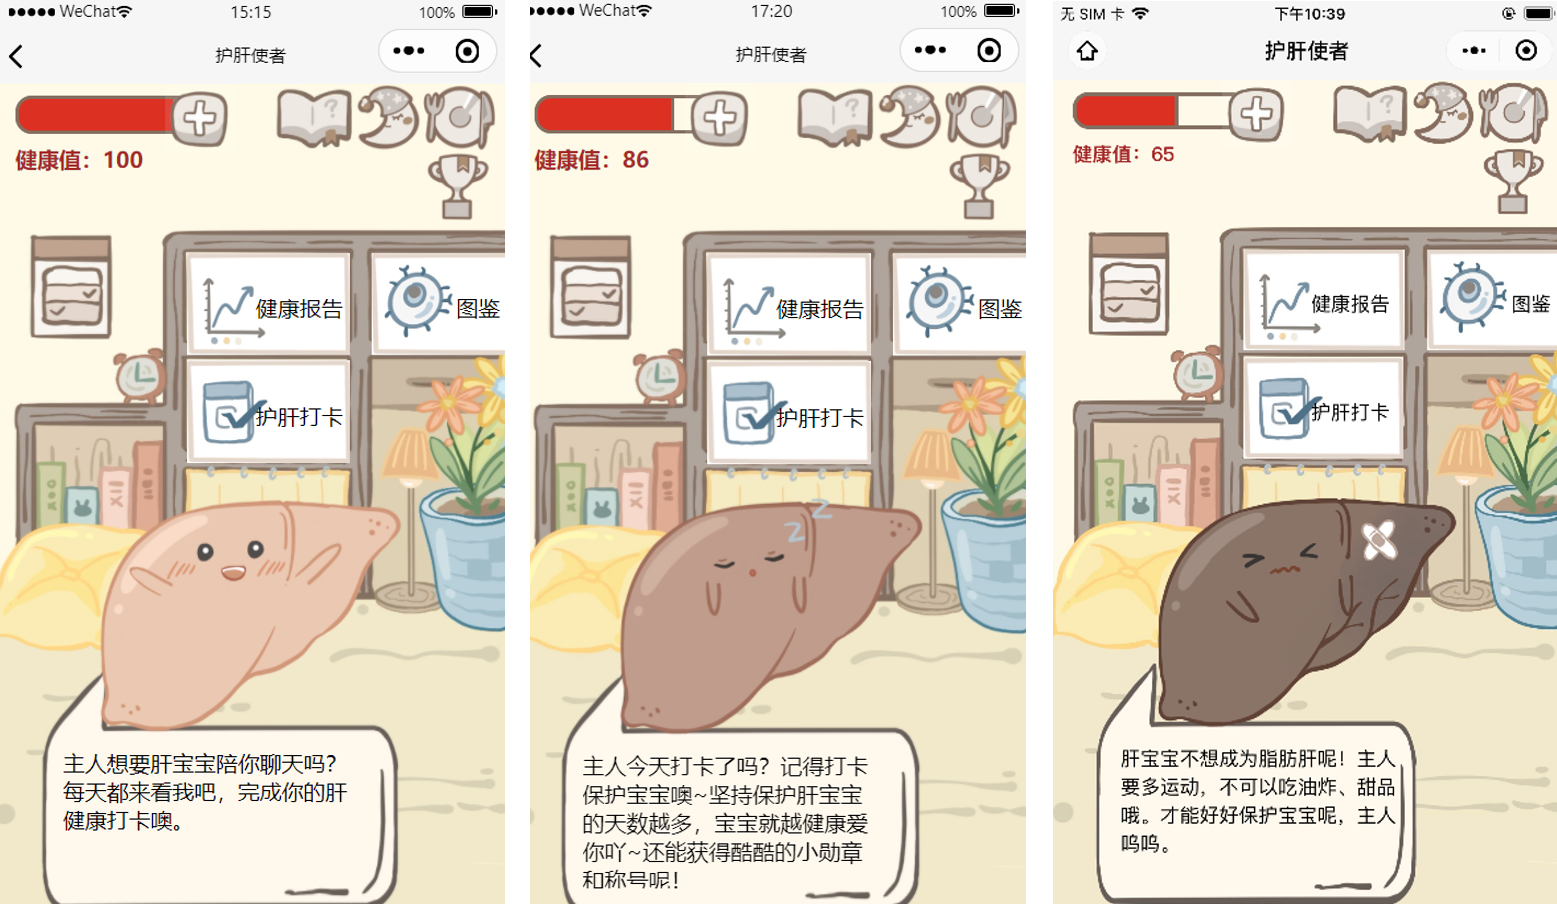 WeChat
15:15
100%
护肝使者
健康值：100
?
健康报告
图鉴
护肝打卡
主人想要肝宝宝陪你聊天吗？
每天都来看我吧，完成你的肝
健康打卡噢。
WeChat
17:20
100%
护肝使者
健康值：86
?
健康报告
图鉴
护肝打卡
z
z
主人今天打卡了吗？记得打卡
保护宝宝噢~坚持保护肝宝宝
的天数越多，宝宝就越健康爱
你吖~还能获得酷酷的小勋章
和称号呢！
无 SIM 卡
下午10:39
护肝使者
健康值：65
?
健康报告
图鉴
护肝打卡
肝宝宝不想成为脂肪肝呢！主人
要多运动，不可以吃油炸、甜品
哦。才能好好保护宝宝呢，主人
呜呜。